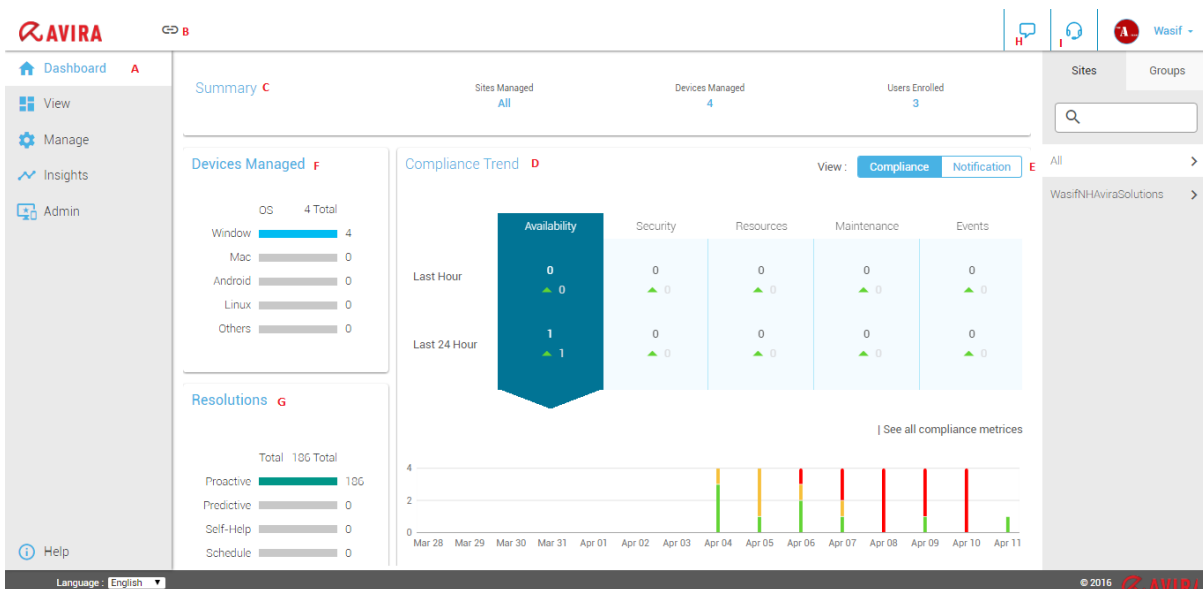 AVIRA
B
H
I
A.
Wasif
Dashboard A
View
Manage
Insights
Admin
Help
Summary C
Sites Managed
All
Devices Managed
4
Users Enrolled
3
Devices Managed F
OS 4 Total
Window 4
Mac 0
Android 0
Linux 0
Others 0
Resolutions G
Total 186 Total
Proactive 186
Predictive 0
Self-Help 0
Schedule 0
Compliance Trend D
View : Compliance Notification E
Availability Security Resources Maintenance Events
Last Hour 0 0 0 0 0
0 0 0 0 0
Last 24 Hour 1 0 0 0 0
1 0 0 0 0
| See all compliance metrices
4
2
0
Mar 28 Mar 29 Mar 30 Mar 31 Apr 01 Apr 02 Apr 03 Apr 04 Apr 05 Apr 06 Apr 07 Apr 08 Apr 09 Apr 10 Apr 11
Sites Groups
All
WasifNHAviraSolutions
Language : English
© 2016 AVIRA